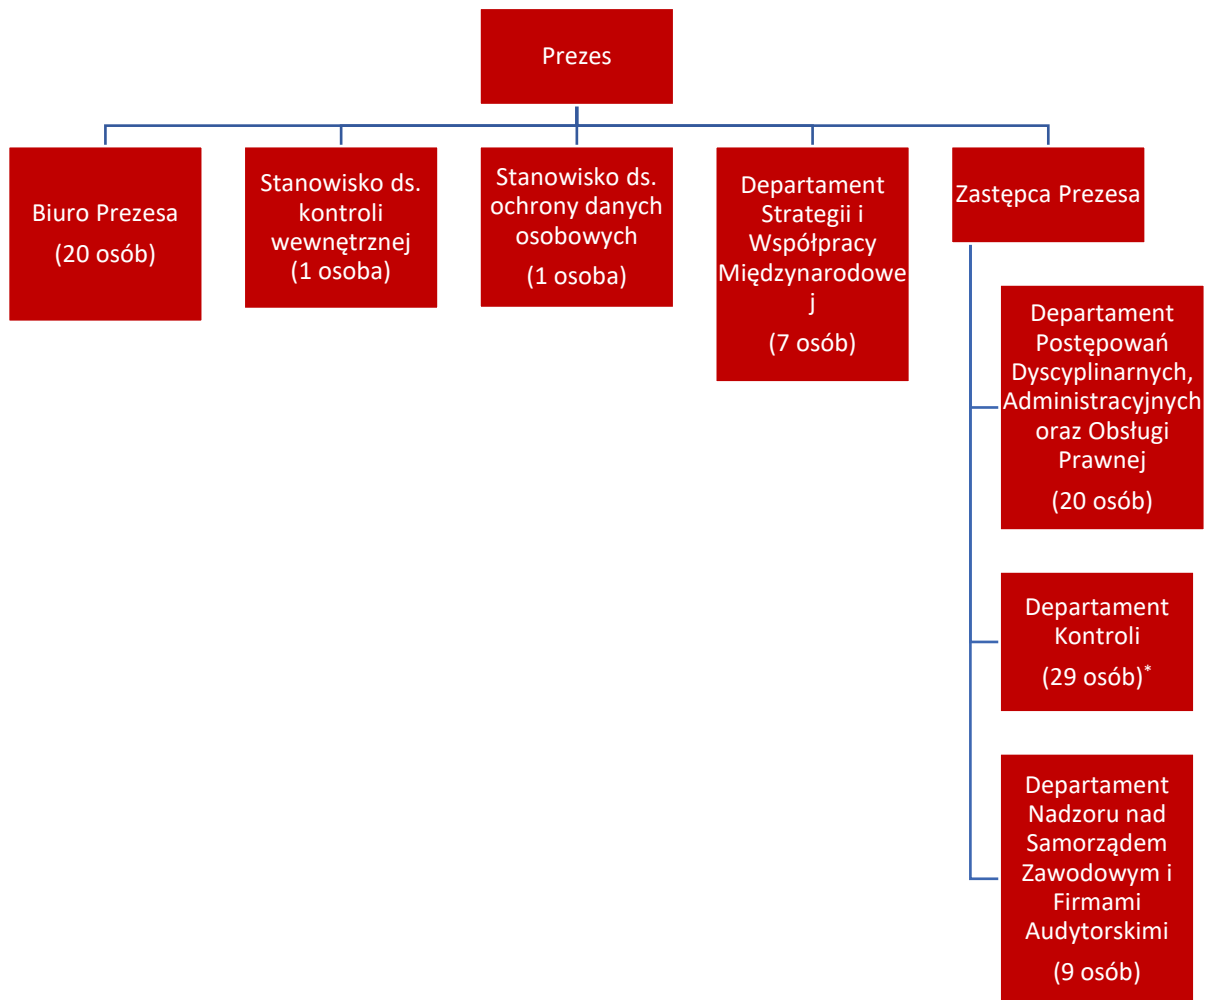 Prezes
Biuro Prezesa
(20 osób)
Stanowisko ds.
kontroli
wewnętrznej
(1 osoba)
Stanowisko ds.
ochrony danych
osobowych
(1 osoba)
Departament
Strategii i
Współpracy
Międzynarodowe
j
(7 osób)
Zastępca Prezesa
Departament
Postępowań
Dyscyplinarnych,
Administracyjnych
oraz Obsługi
Prawnej
(20 osób)
Departament
Kontroli
(29 osób)*
Departament
Nadzoru nad
Samorządem
Zawodowym i
Firmami
Audytorskimi
(9 osób)